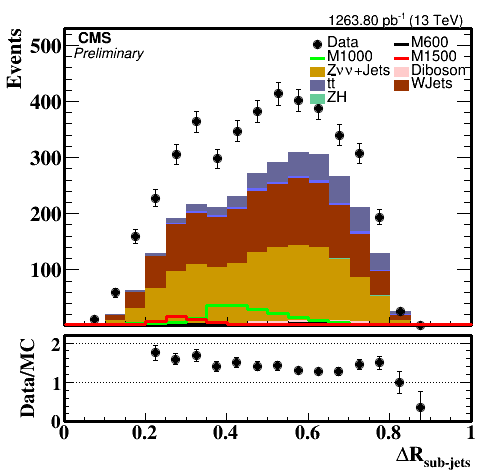 1263.80 pb⁻¹ (13 TeV)
CMS
Preliminary
Data
M600
M1000
M1500
Zνν+Jets
Diboson
tt
WJets
ZH
Events
500
400
300
200
100
Data/MC
2
1
0
0
0.2
0.4
0.6
0.8
1
ΔR sub-jets